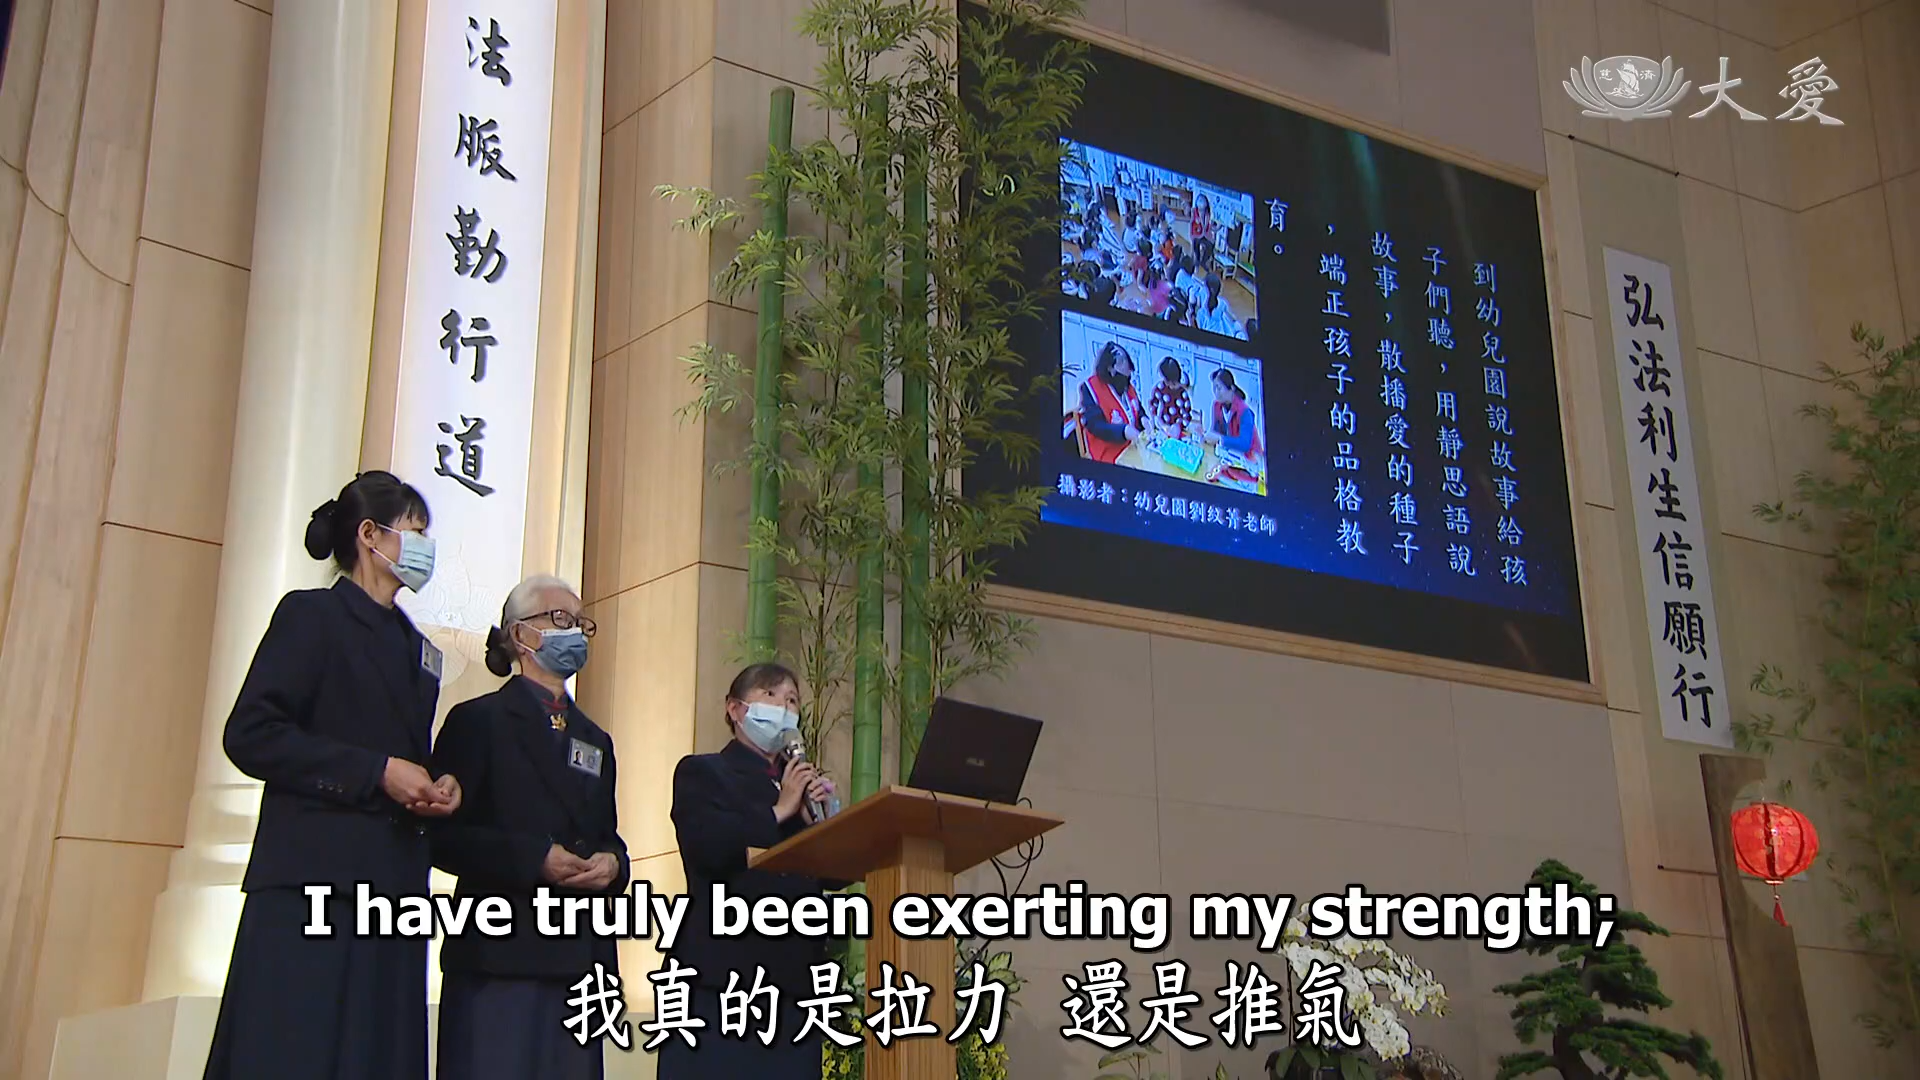 法脈勤行道
慈濟
大愛
到幼兒園說故事給孩
子們聽，用靜思語說
故事，散播愛的種子
，端正孩子的品格教
育。
攝影者：幼兒園劉紋菁老師
弘法利生信願行
I have truly been exerting my strength;
我真的是拉力 還是推氣